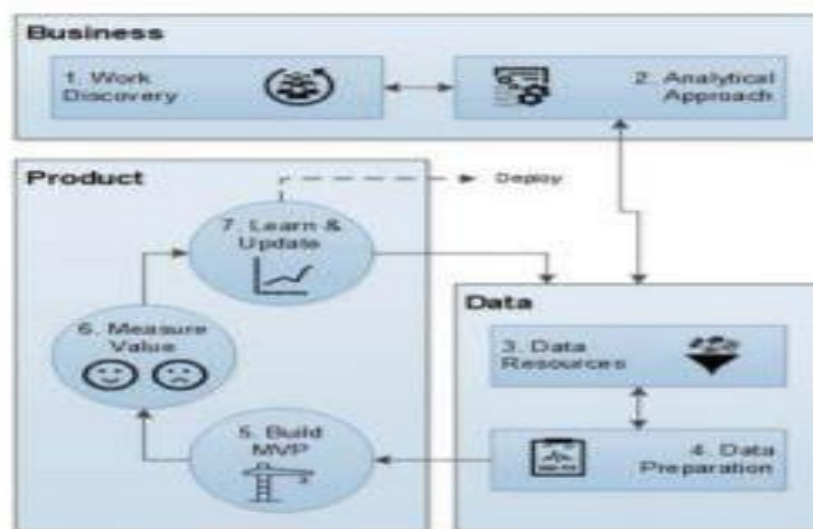 Business
1. Work
Discovery
2. Analytical
Approach
Product
Deploy
7. Learn &
Update
6. Measure
Value
5. Build
MVP
Data
3. Data
Resources
4. Data
Preparation